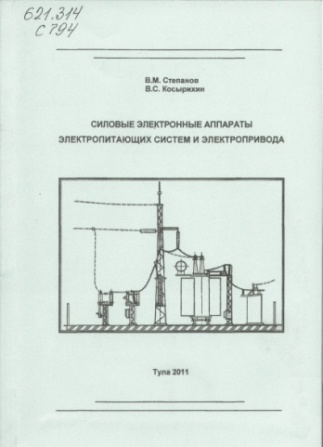 621.314
С794
В.М. Степанов
В.С. Косырихин
СИЛОВЫЕ ЭЛЕКТРОННЫЕ АППАРАТЫ
ЭЛЕКТРОПИТАЮЩИХ СИСТЕМ И ЭЛЕКТРОПРИВОДА
Тула 2011